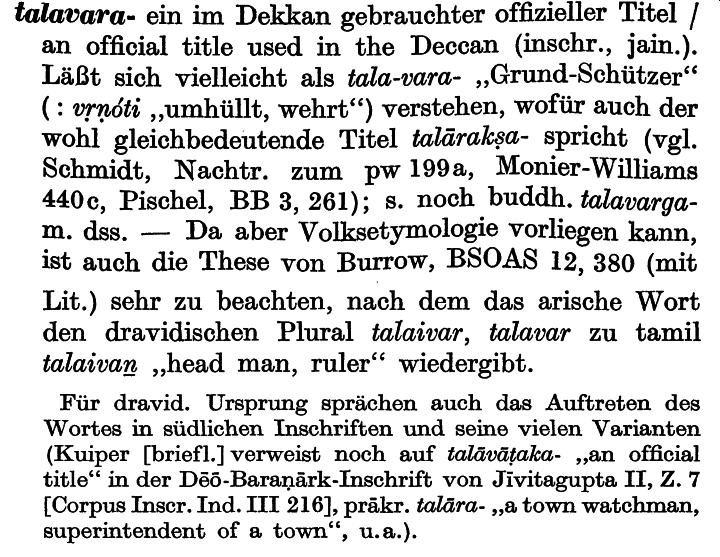 talavara- ein im Dekkan gebrauchter offizieller Titel /
an official title used in the Deccan (inschr., jain.).
Läßt sich vielleicht als tala-vara- „Grund-Schützer“
(: vṛṇóti „umhüllt, wehrt“) verstehen, wofür auch der
wohl gleichbedeutende Titel talārakṣa- spricht (vgl.
Schmidt, Nachtr. zum pw 199a, Monier-Williams
440c, Pischel, BB 3, 261); s. noch buddh. talavarga-
m. dss. — Da aber Volksetymologie vorliegen kann,
ist auch die These von Burrow, BSOAS 12, 380 (mit
Lit.) sehr zu beachten, nach dem das arische Wort
den dravidischen Plural talaivar, talavar zu tamil
talaivaṉ „head man, ruler“ wiedergibt.
Für dravid. Ursprung sprächen auch das Auftreten des
Wortes in südlichen Inschriften und seine vielen Varianten
(Kuiper [briefl.] verweist noch auf talāvāṭaka- „an official
title“ in der Dēō-Baraṇārk-Inschrift von Jīvitagupta II, Z. 7
[Corpus Inscr. Ind. III 216], prākr. talāra- „a town watchman,
superintendent of a town“, u.a.).